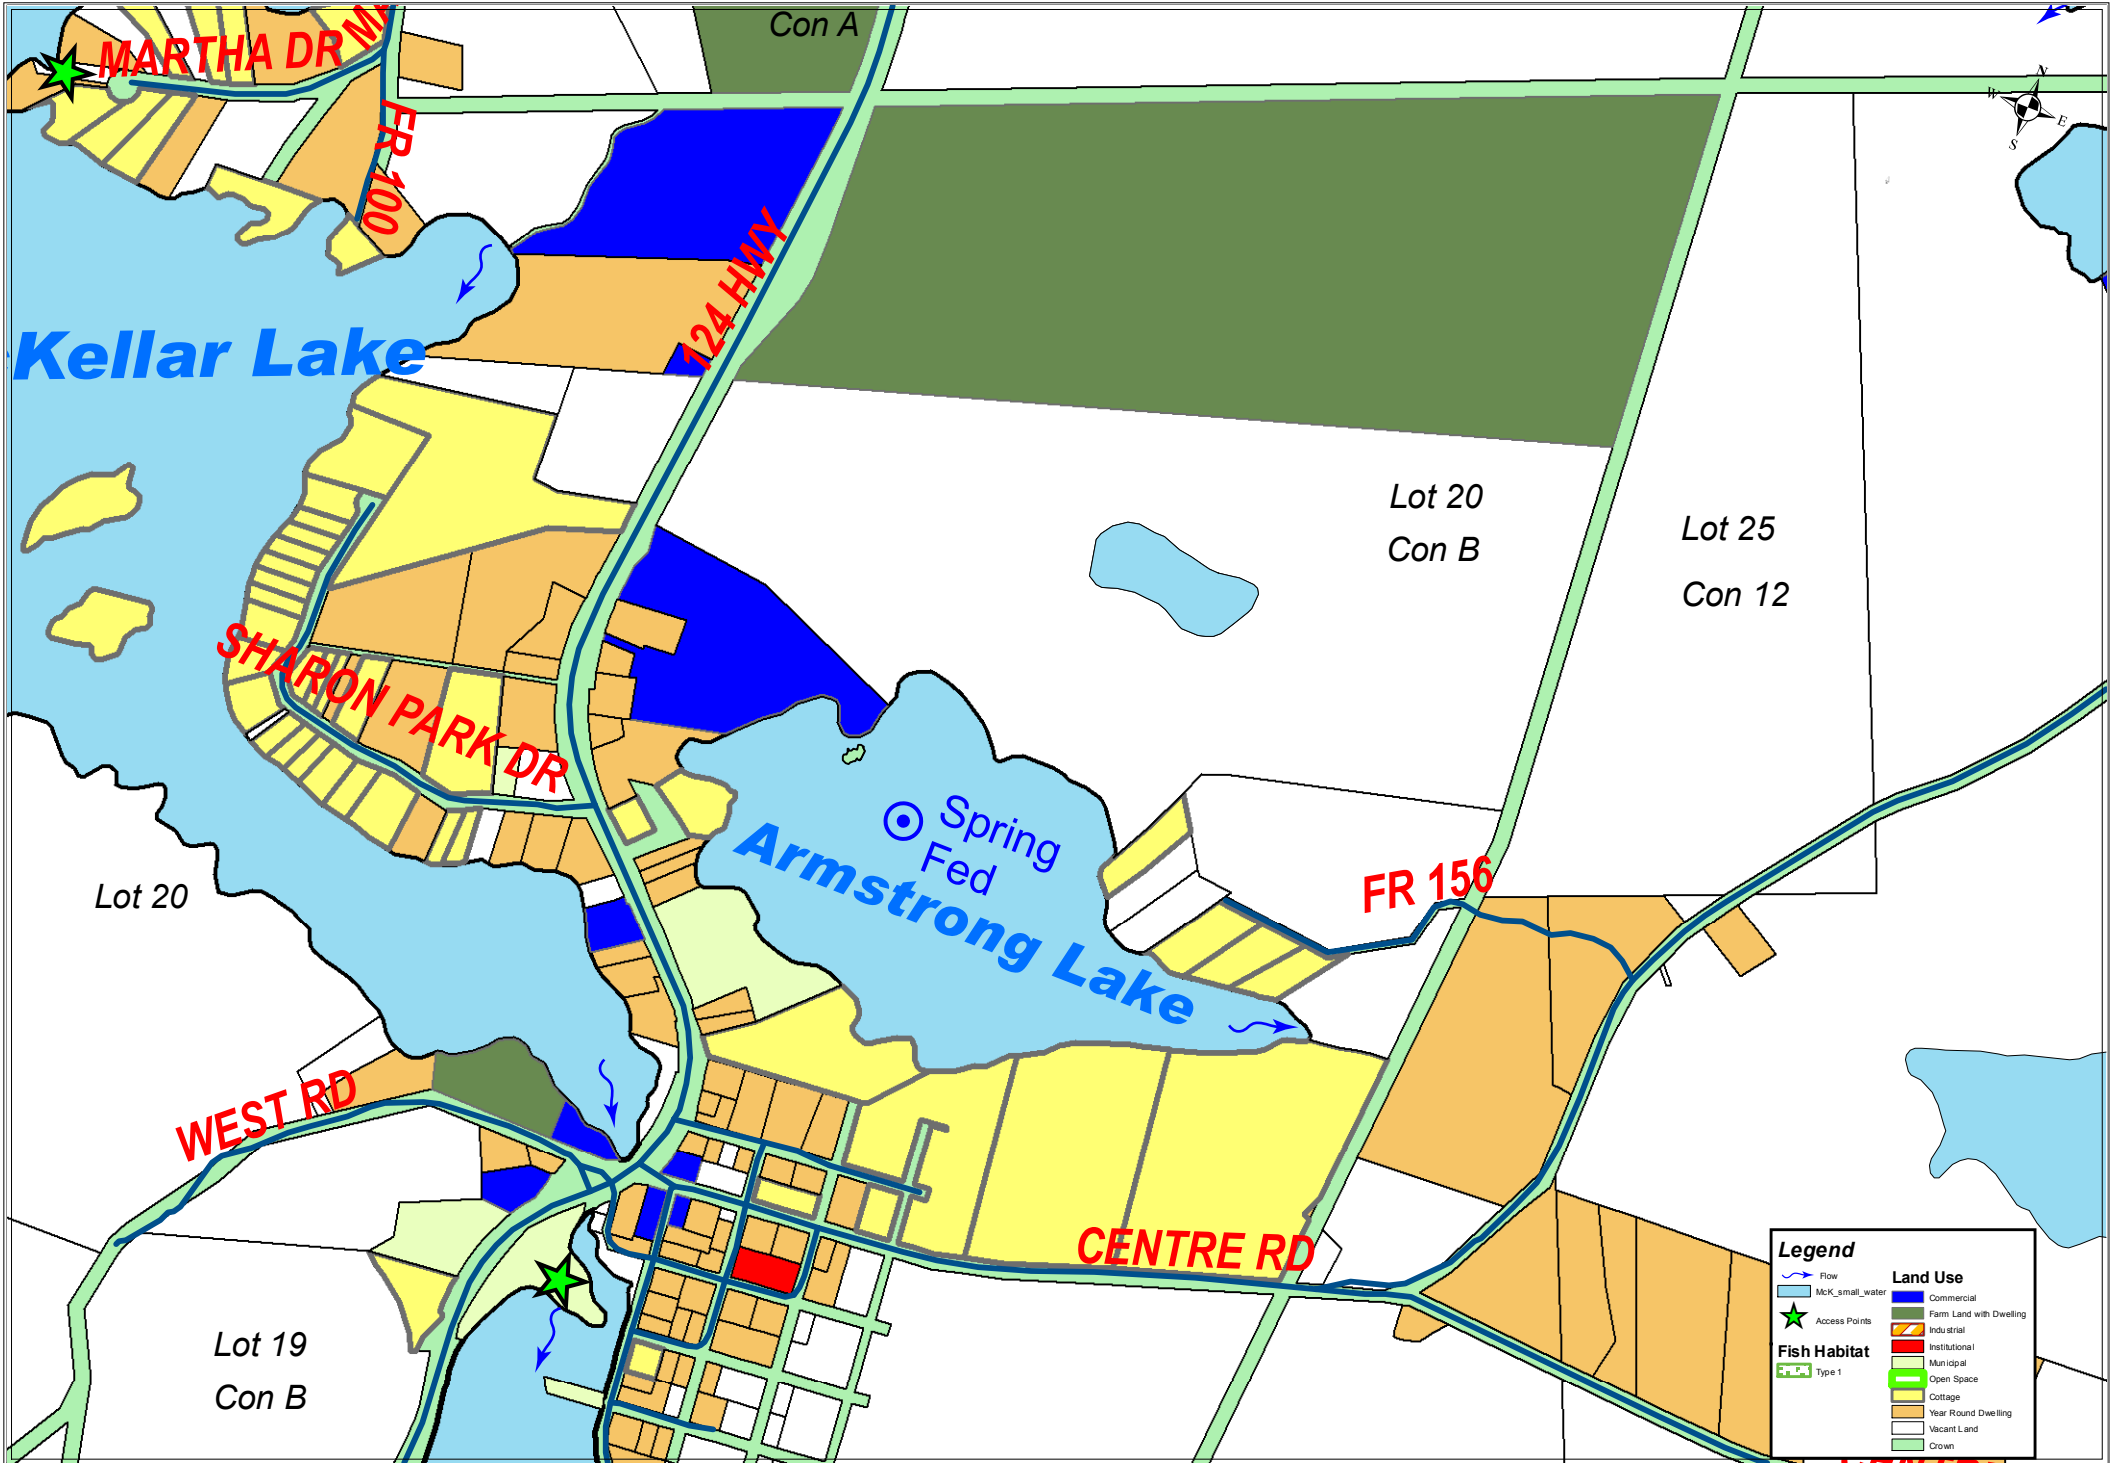 Con A
MARTHA DR
FR 100
N
W
E
S
124 HWY
Kellar Lake
Lot 20
Con B
Lot 25
Con 12
SHARON PARK DR
Spring
Fed
Armstrong Lake
FR 156
Lot 20
WEST RD
CENTRE RD
Lot 19
Con B
Legend
Flow
McK_small_water
Access Points
Fish Habitat
Type 1
Land Use
Commercial
Farm Land with Dwelling
Industrial
Institutional
Municipal
Open Space
Cottage
Year Round Dwelling
Vacant Land
Crown